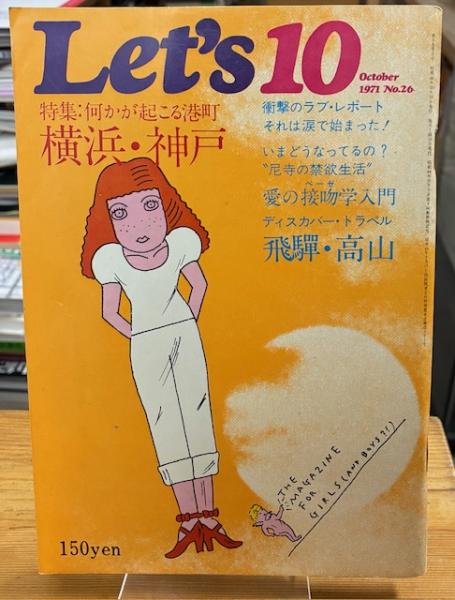 Let's 10
October
1971 No.26
特集:何かが起こる港町
横浜・神戸
衝撃のラブ・レポート
それは涙で始まった!
いまどうなってるの?
"尼寺の禁欲生活"
ベーゼ
愛の接吻学入門
ディスカバー・トラベル
飛驒・高山
THE
MAGAZINE
FOR
GIRLS (AND BOYS?!)
150yen